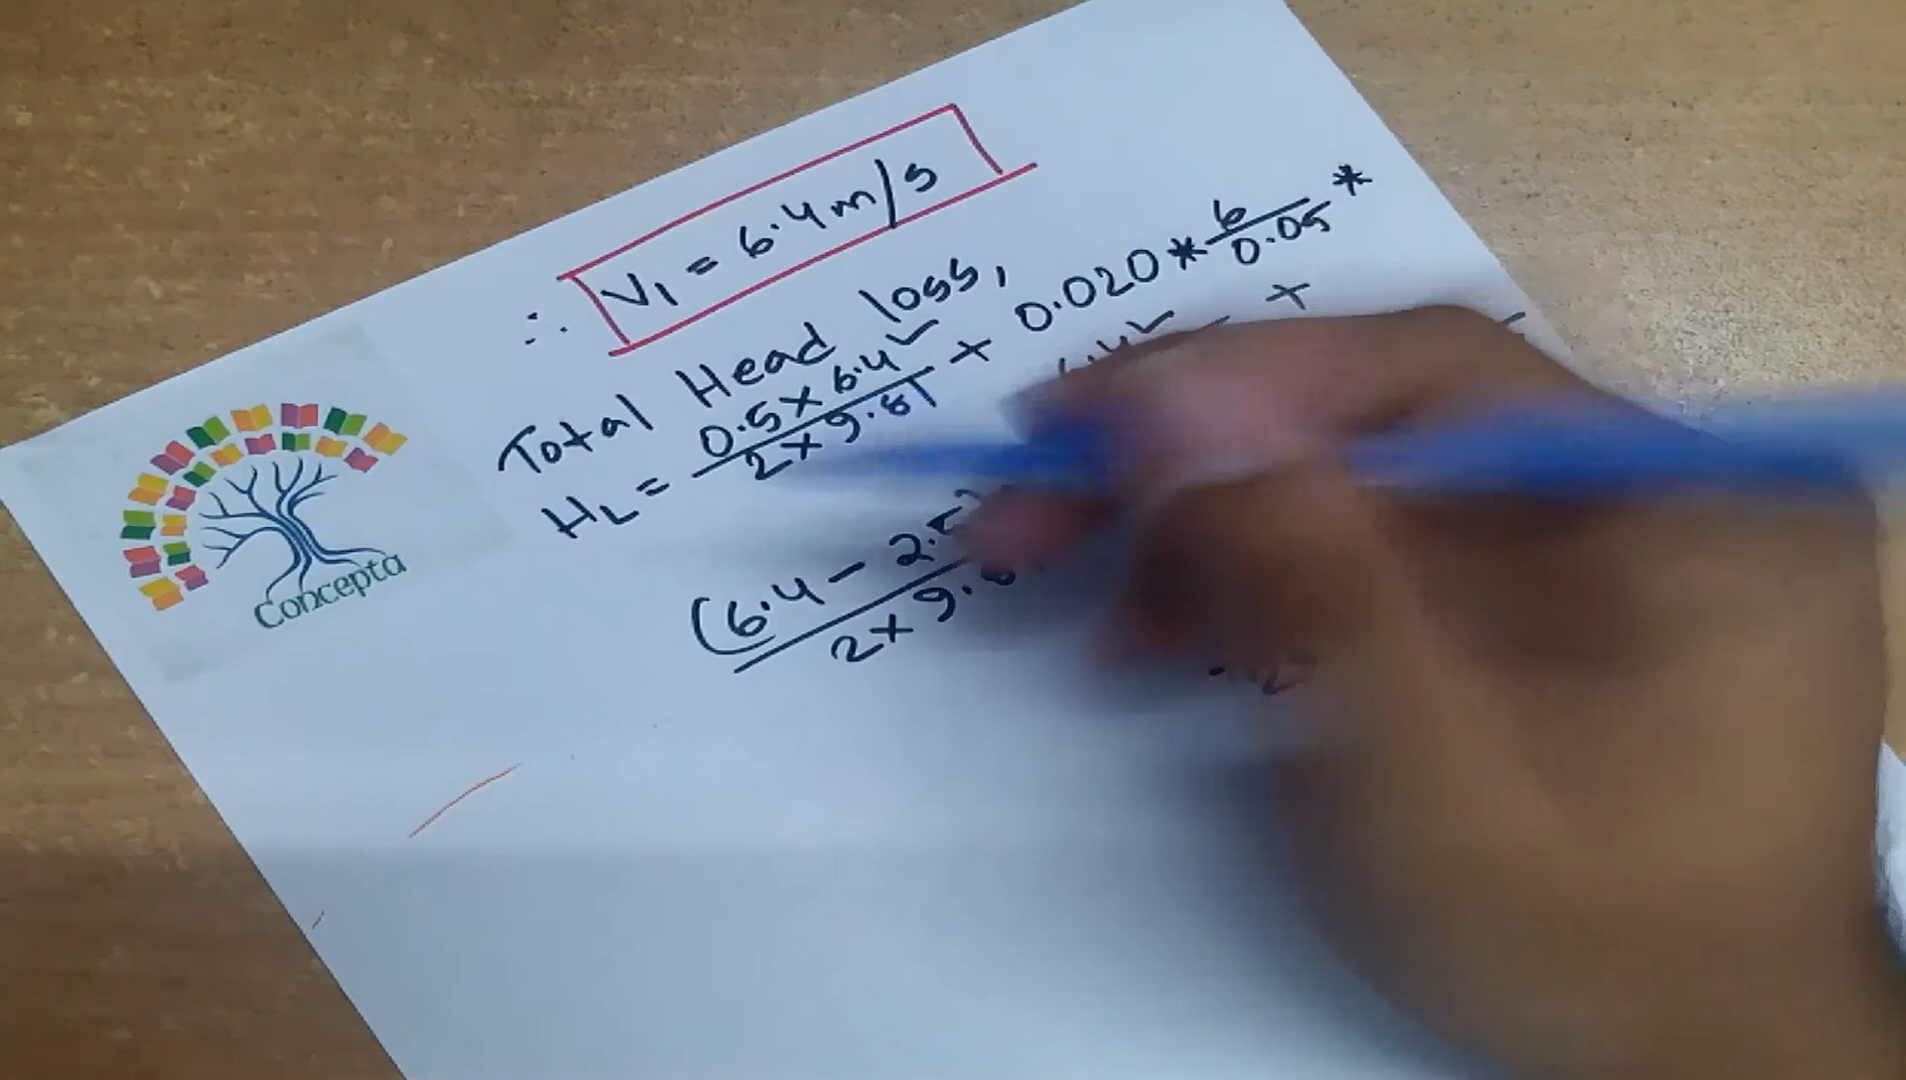 ∴ V₁ = 6.4 m/s
Total Head loss,
H_L = (0.5 × 6.4²)/(2 × 9.81) + 0.020 * 6/0.05 *
+
(6.4 − 2.5
2 × 9.8
Concepta